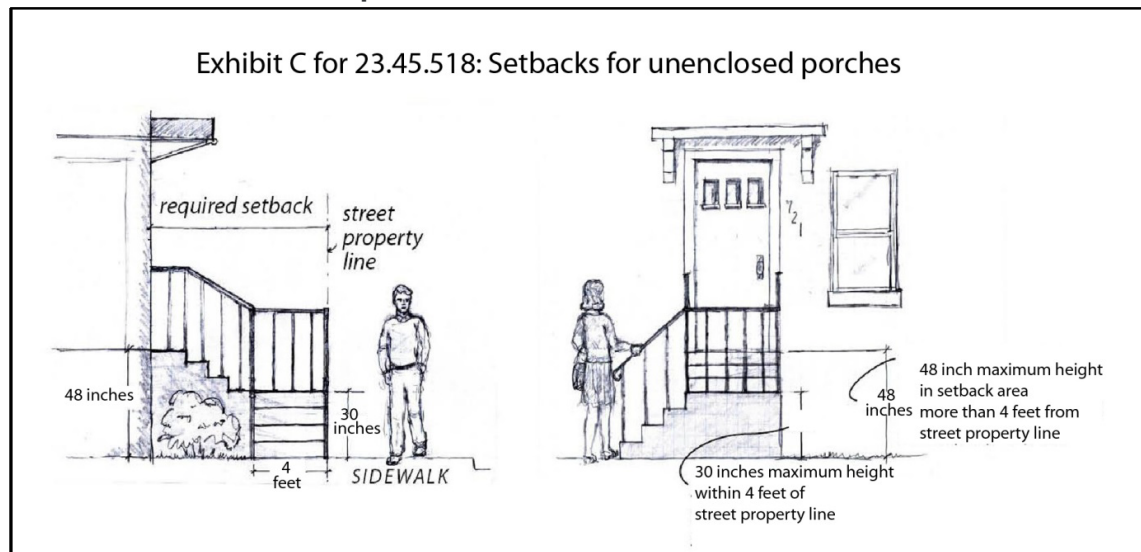 Exhibit C for 23.45.518: Setbacks for unenclosed porches
required setback
street
property
line
48 inches
30
inches
4
feet
SIDEWALK
721
48
inches
48 inch maximum height
in setback area
more than 4 feet from
street property line
30 inches maximum height
within 4 feet of
street property line